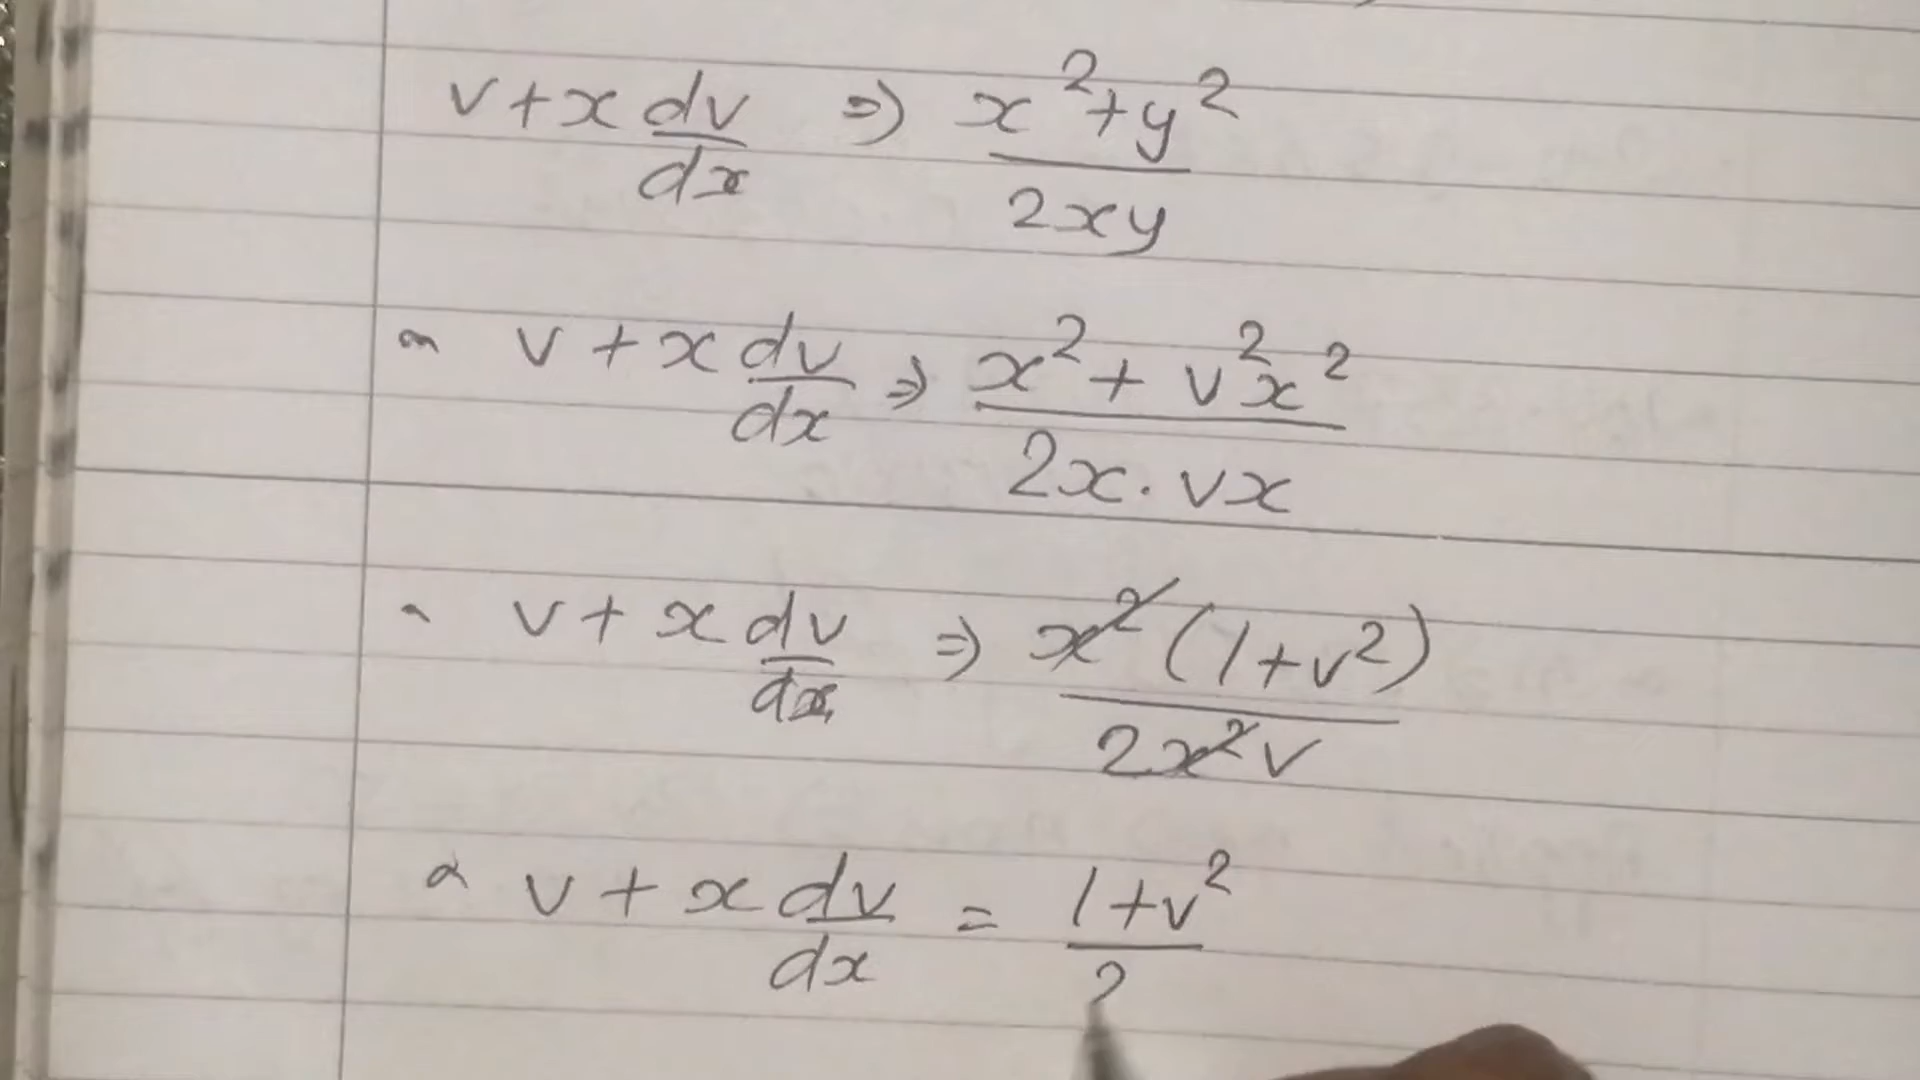 v + x dv/dx ⇒ x² + y² / 2xy
∝ v + x dv/dx ⇒ x² + v²x² / 2x · vx
v + x dv/dx ⇒ x² (1 + v²) / 2x²v
∝ v + x dv/dx = 1 + v² / 2